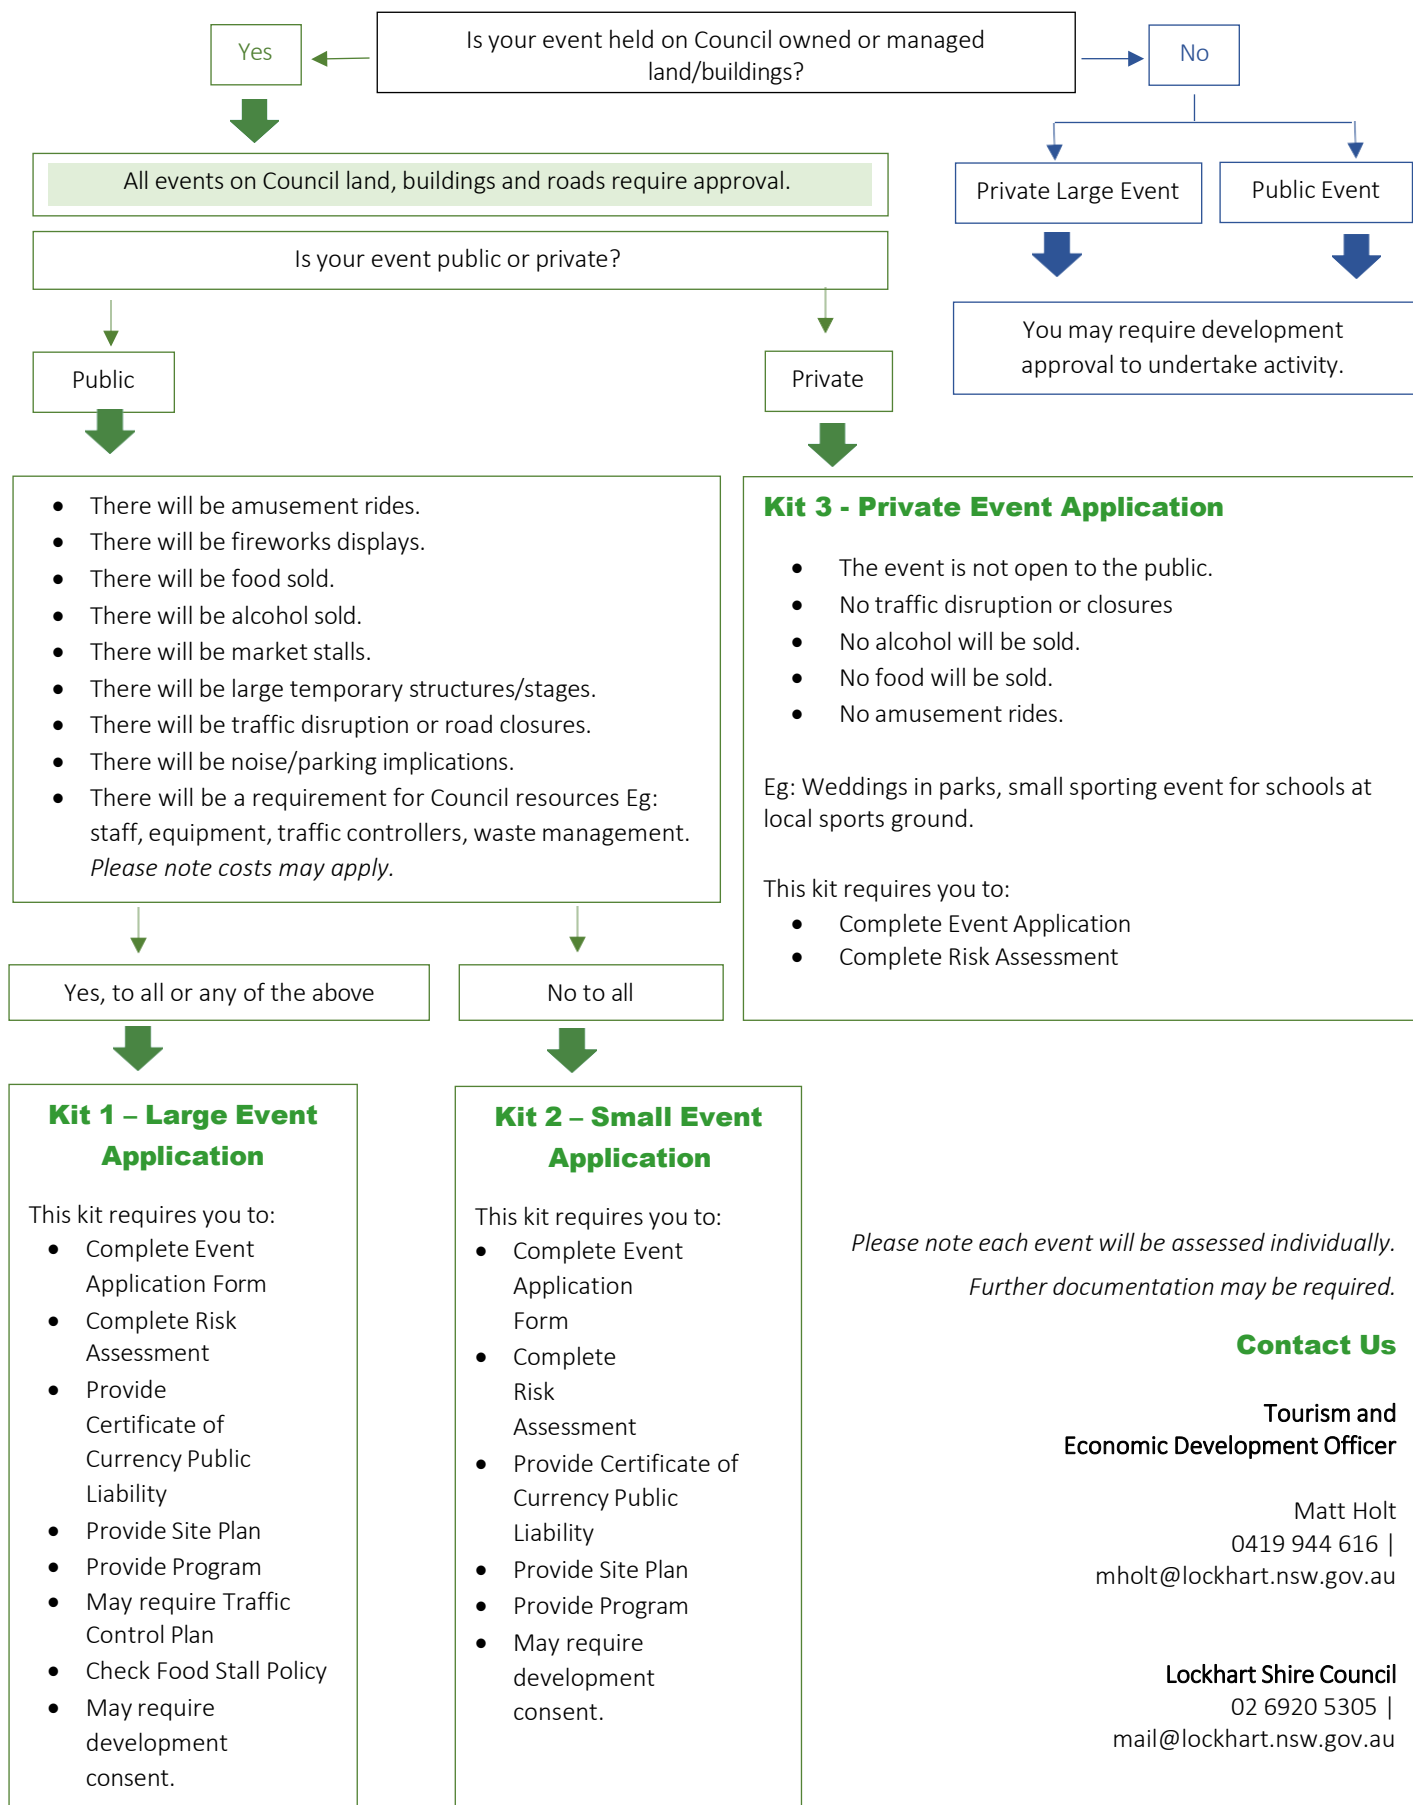 Is your event held on Council owned or managed
land/buildings?
Yes
No
All events on Council land, buildings and roads require approval.
Is your event public or private?
Private Large Event
Public Event
You may require development
approval to undertake activity.
Public
Private
• There will be amusement rides.
• There will be fireworks displays.
• There will be food sold.
• There will be alcohol sold.
• There will be market stalls.
• There will be large temporary structures/stages.
• There will be traffic disruption or road closures.
• There will be noise/parking implications.
• There will be a requirement for Council resources Eg:
staff, equipment, traffic controllers, waste management.
Please note costs may apply.
Kit 3 - Private Event Application
• The event is not open to the public.
• No traffic disruption or closures
• No alcohol will be sold.
• No food will be sold.
• No amusement rides.
Eg: Weddings in parks, small sporting event for schools at
local sports ground.
This kit requires you to:
• Complete Event Application
• Complete Risk Assessment
Yes, to all or any of the above
No to all
Kit 1 – Large Event
Application
This kit requires you to:
• Complete Event
Application Form
• Complete Risk
Assessment
• Provide
Certificate of
Currency Public
Liability
• Provide Site Plan
• Provide Program
• May require Traffic
Control Plan
• Check Food Stall Policy
• May require
development
consent.
Kit 2 – Small Event
Application
This kit requires you to:
• Complete Event
Application
Form
• Complete
Risk
Assessment
• Provide Certificate of
Currency Public
Liability
• Provide Site Plan
• Provide Program
• May require
development
consent.
Please note each event will be assessed individually.
Further documentation may be required.
Contact Us
Tourism and
Economic Development Officer
Matt Holt
0419 944 616 |
mholt@lockhart.nsw.gov.au
Lockhart Shire Council
02 6920 5305 |
mail@lockhart.nsw.gov.au